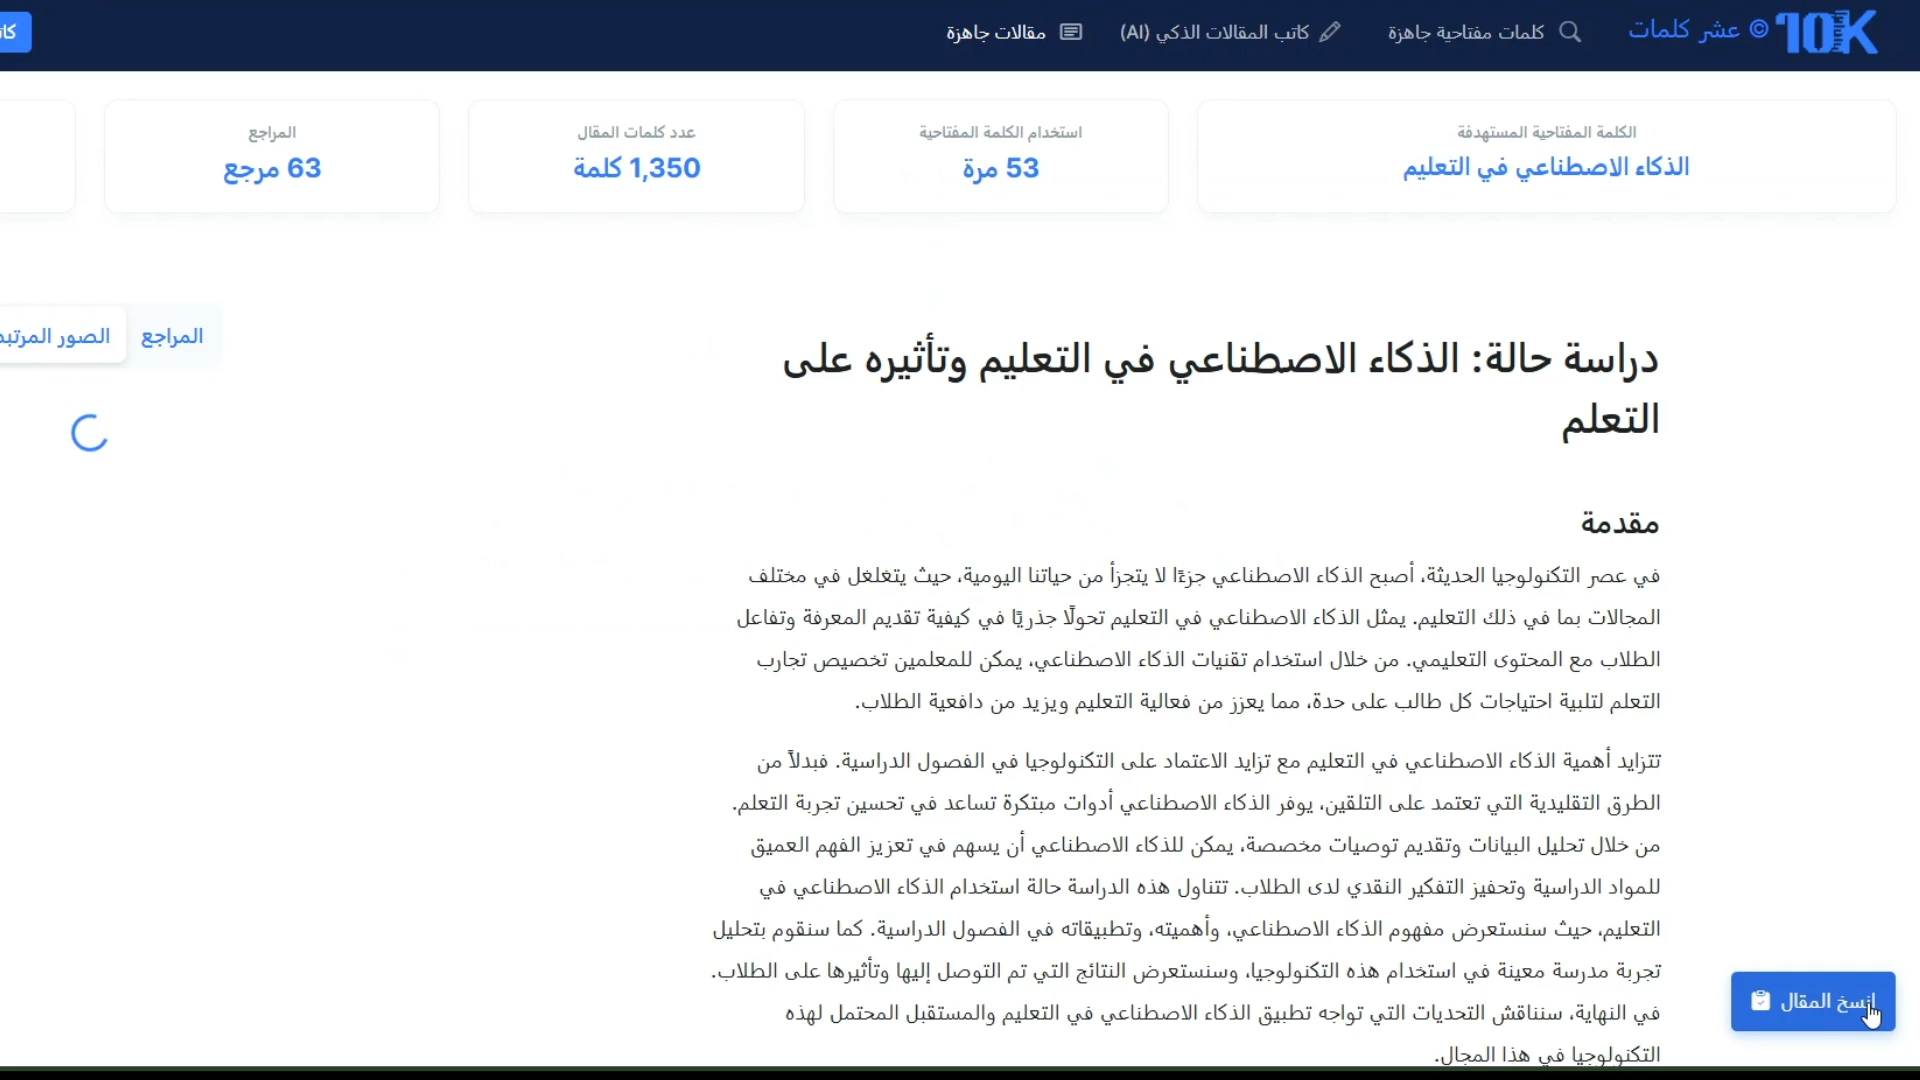 10K © عشر كلمات
كلمات مفتاحية جاهزة
كاتب المقالات الذكي (AI)
مقالات جاهزة
الكلمة المفتاحية المستهدفة
الذكاء الاصطناعي في التعليم
استخدام الكلمة المفتاحية
53 مرة
عدد كلمات المقال
1,350 كلمة
المراجع
63 مرجع
المراجع
الصور
دراسة حالة: الذكاء الاصطناعي في التعليم وتأثيره على
التعلم
مقدمة
في عصر التكنولوجيا الحديثة، أصبح الذكاء الاصطناعي جزءًا لا يتجزأ من حياتنا اليومية، حيث يتغلغل في مختلف
المجالات بما في ذلك التعليم. يمثل الذكاء الاصطناعي في التعليم تحولًا جذريًا في كيفية تقديم المعرفة وتفاعل
الطلاب مع المحتوى التعليمي. من خلال استخدام تقنيات الذكاء الاصطناعي، يمكن للمعلمين تخصيص تجارب
التعلم لتلبية احتياجات كل طالب على حدة، مما يعزز من فعالية التعليم ويزيد من دافعية الطلاب.
تتزايد أهمية الذكاء الاصطناعي في التعليم مع تزايد الاعتماد على التكنولوجيا في الفصول الدراسية. فبدلاً من
الطرق التقليدية التي تعتمد على التلقين، يوفر الذكاء الاصطناعي أدوات مبتكرة تساعد في تحسين تجربة التعلم.
من خلال تحليل البيانات وتقديم توصيات مخصصة، يمكن للذكاء الاصطناعي أن يسهم في تعزيز الفهم العميق
للمواد الدراسية وتحفيز التفكير النقدي لدى الطلاب. تتناول هذه الدراسة حالة استخدام الذكاء الاصطناعي في
التعليم، حيث سنستعرض مفهوم الذكاء الاصطناعي، وأهميته، وتطبيقاته في الفصول الدراسية. كما سنقوم بتحليل
تجربة مدرسة معينة في استخدام هذه التكنولوجيا، وسنستعرض النتائج التي تم التوصل إليها وتأثيرها على الطلاب.
في النهاية، سنناقش التحديات التي تواجه تطبيق الذكاء الاصطناعي في التعليم والمستقبل المحتمل لهذه
التكنولوجيا في هذا المجال.
انسخ المقال